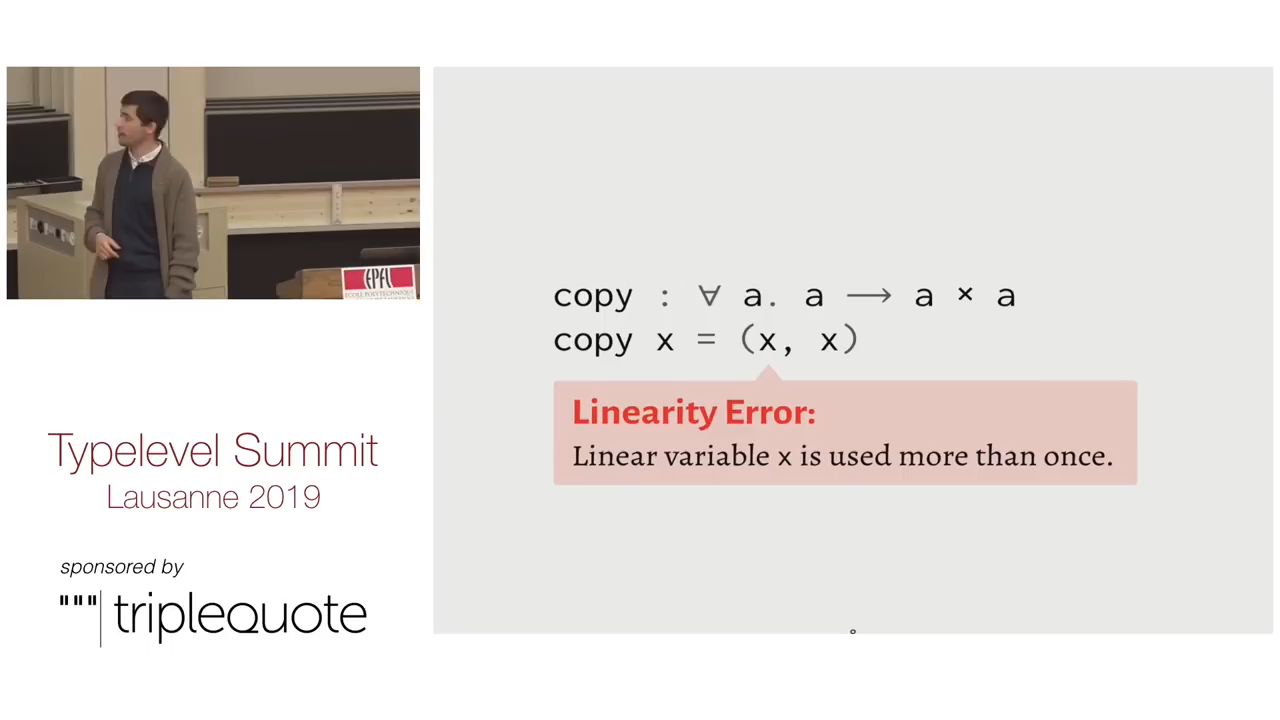 EPFL
copy : ∀ a. a ⟶ a × a
copy x = (x, x)
Linearity Error:
Linear variable x is used more than once.
Typelevel Summit
Lausanne 2019
sponsored by
"""|triplequote